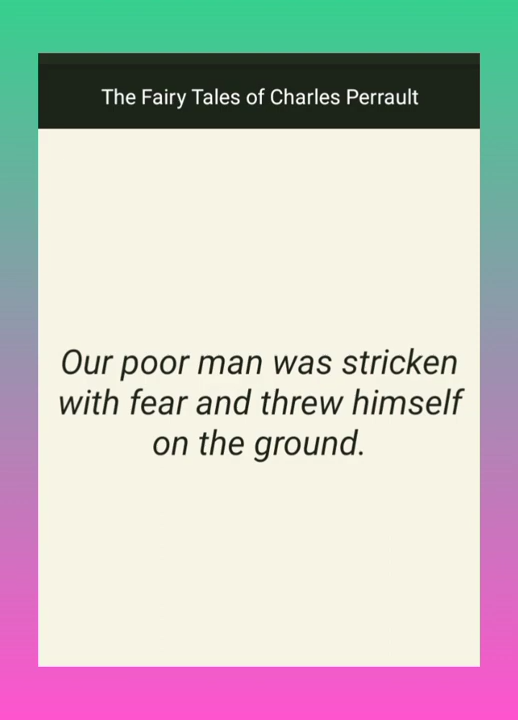 The Fairy Tales of Charles Perrault
Our poor man was stricken
with fear and threw himself
on the ground.